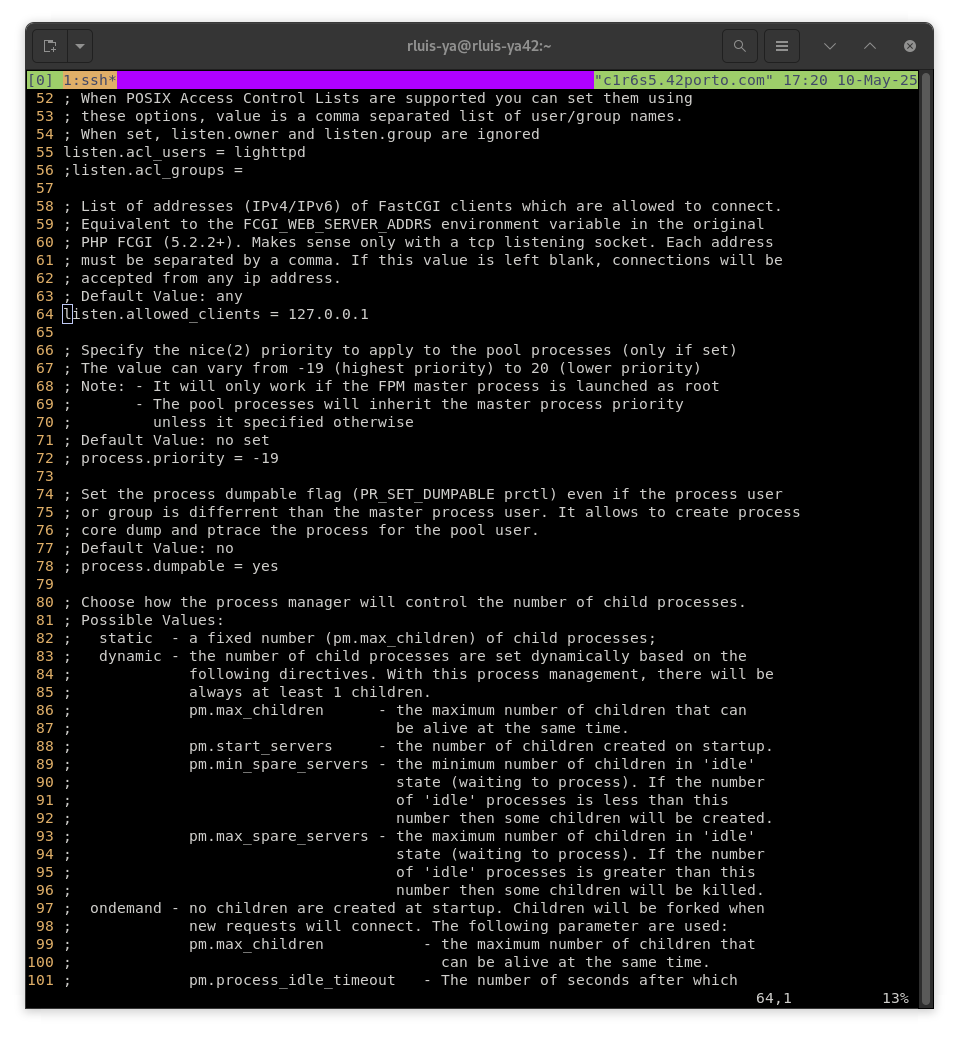 rluis-ya@rluis-ya42:~
[0] 1:ssh* "c1r6s5.42porto.com" 17:20 10-May-25
52 ; When POSIX Access Control Lists are supported you can set them using
53 ; these options, value is a comma separated list of user/group names.
54 ; When set, listen.owner and listen.group are ignored
55 listen.acl_users = lighttpd
56 ;listen.acl_groups =
57
58 ; List of addresses (IPv4/IPv6) of FastCGI clients which are allowed to connect.
59 ; Equivalent to the FCGI_WEB_SERVER_ADDRS environment variable in the original
60 ; PHP FCGI (5.2.2+). Makes sense only with a tcp listening socket. Each address
61 ; must be separated by a comma. If this value is left blank, connections will be
62 ; accepted from any ip address.
63 ; Default Value: any
64 listen.allowed_clients = 127.0.0.1
65
66 ; Specify the nice(2) priority to apply to the pool processes (only if set)
67 ; The value can vary from -19 (highest priority) to 20 (lower priority)
68 ; Note: - It will only work if the FPM master process is launched as root
69 ;       - The pool processes will inherit the master process priority
70 ;         unless it specified otherwise
71 ; Default Value: no set
72 ; process.priority = -19
73
74 ; Set the process dumpable flag (PR_SET_DUMPABLE prctl) even if the process user
75 ; or group is differrent than the master process user. It allows to create process
76 ; core dump and ptrace the process for the pool user.
77 ; Default Value: no
78 ; process.dumpable = yes
79
80 ; Choose how the process manager will control the number of child processes.
81 ; Possible Values:
82 ;   static  - a fixed number (pm.max_children) of child processes;
83 ;   dynamic - the number of child processes are set dynamically based on the
84 ;             following directives. With this process management, there will be
85 ;             always at least 1 children.
86 ;             pm.max_children      - the maximum number of children that can
87 ;                                    be alive at the same time.
88 ;             pm.start_servers     - the number of children created on startup.
89 ;             pm.min_spare_servers - the minimum number of children in 'idle'
90 ;                                    state (waiting to process). If the number
91 ;                                    of 'idle' processes is less than this
92 ;                                    number then some children will be created.
93 ;             pm.max_spare_servers - the maximum number of children in 'idle'
94 ;                                    state (waiting to process). If the number
95 ;                                    of 'idle' processes is greater than this
96 ;                                    number then some children will be killed.
97 ;  ondemand - no children are created at startup. Children will be forked when
98 ;             new requests will connect. The following parameter are used:
99 ;             pm.max_children           - the maximum number of children that
100 ;                                         can be alive at the same time.
101 ;             pm.process_idle_timeout   - The number of seconds after which
64,1 13%